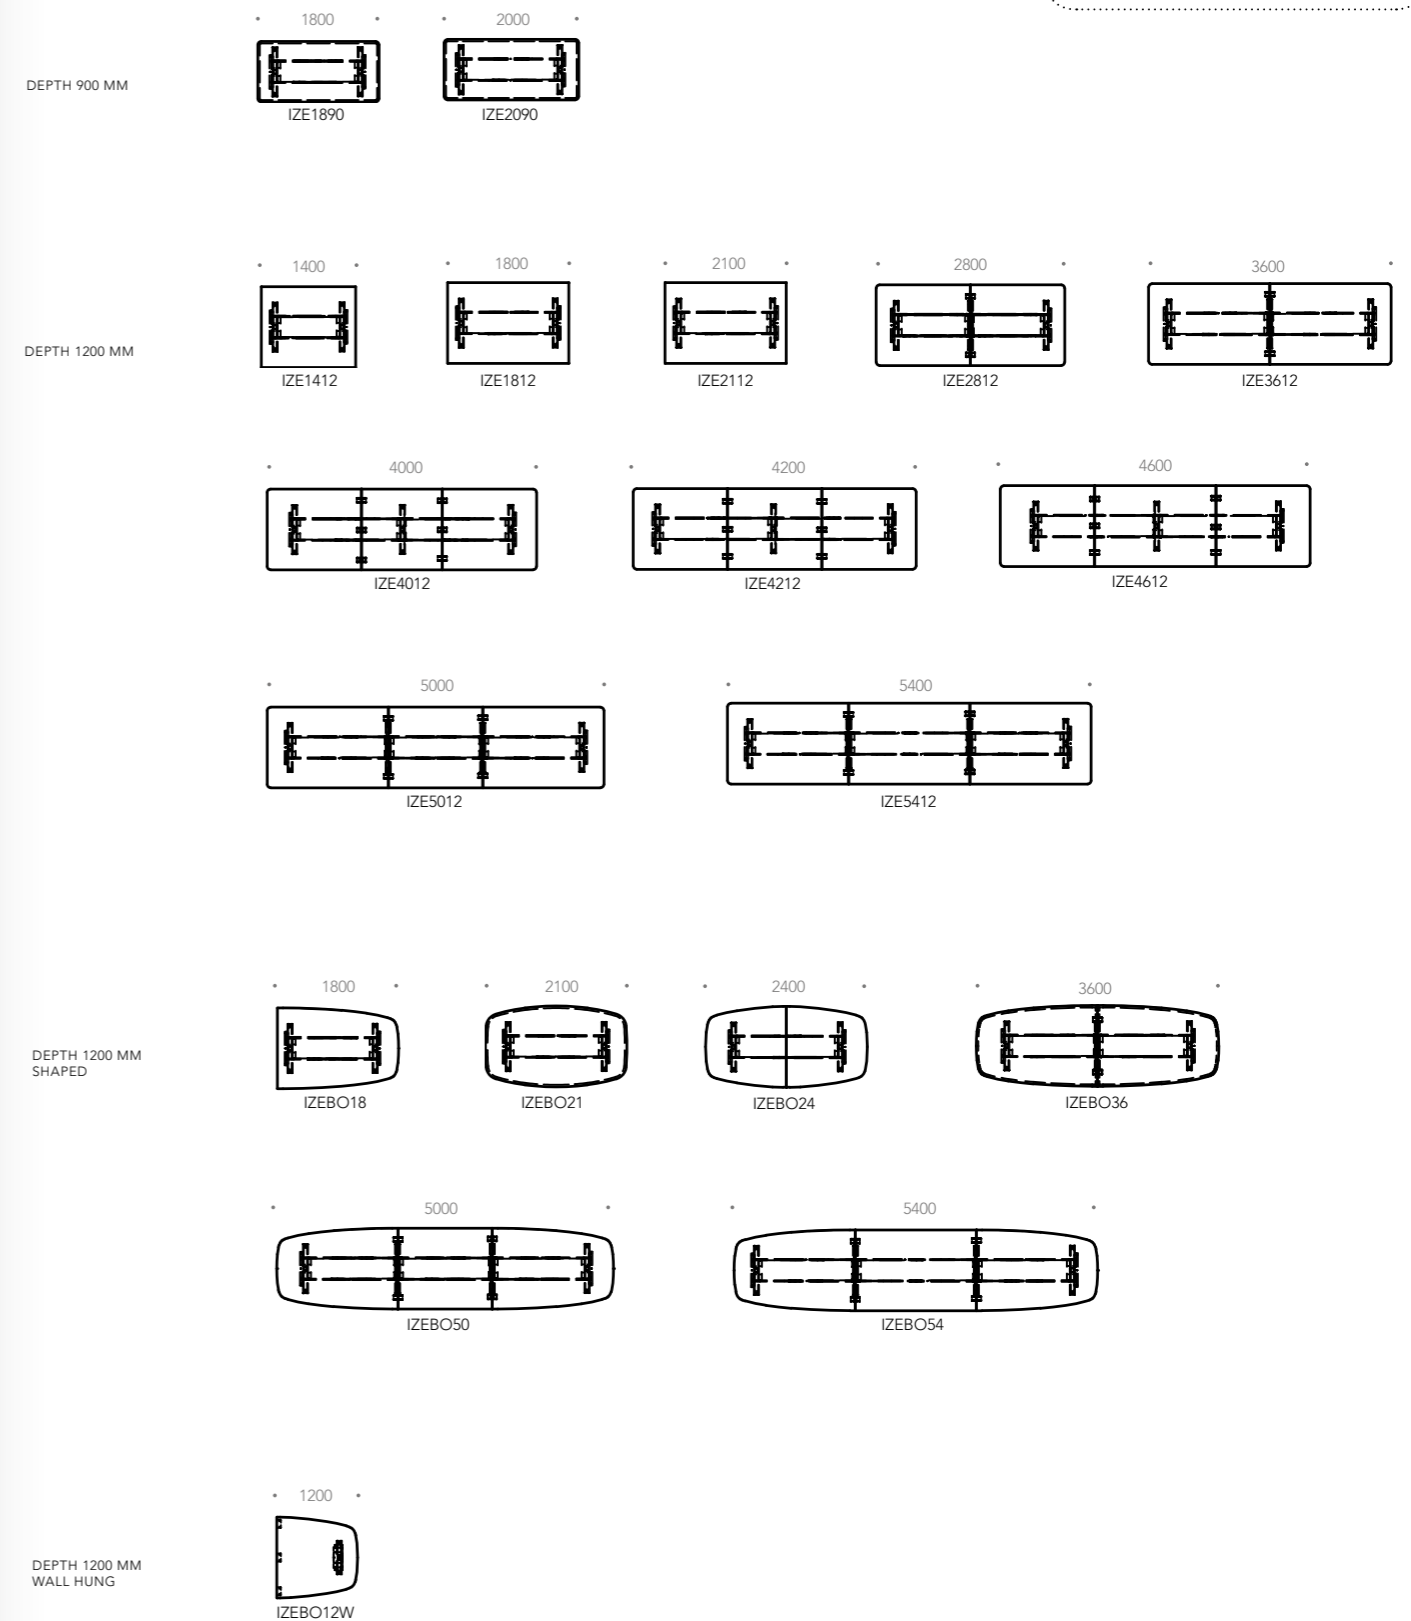 1800 2000
DEPTH 900 MM
IZE1890 IZE2090
1400 1800 2100 2800 3600
DEPTH 1200 MM
IZE1412 IZE1812 IZE2112 IZE2812 IZE3612
4000 4200 4600
IZE4012 IZE4212 IZE4612
5000 5400
IZE5012 IZE5412
1800 2100 2400 3600
DEPTH 1200 MM
SHAPED
IZEBO18 IZEBO21 IZEBO24 IZEBO36
5000 5400
IZEBO50 IZEBO54
1200
DEPTH 1200 MM
WALL HUNG
IZEBO12W